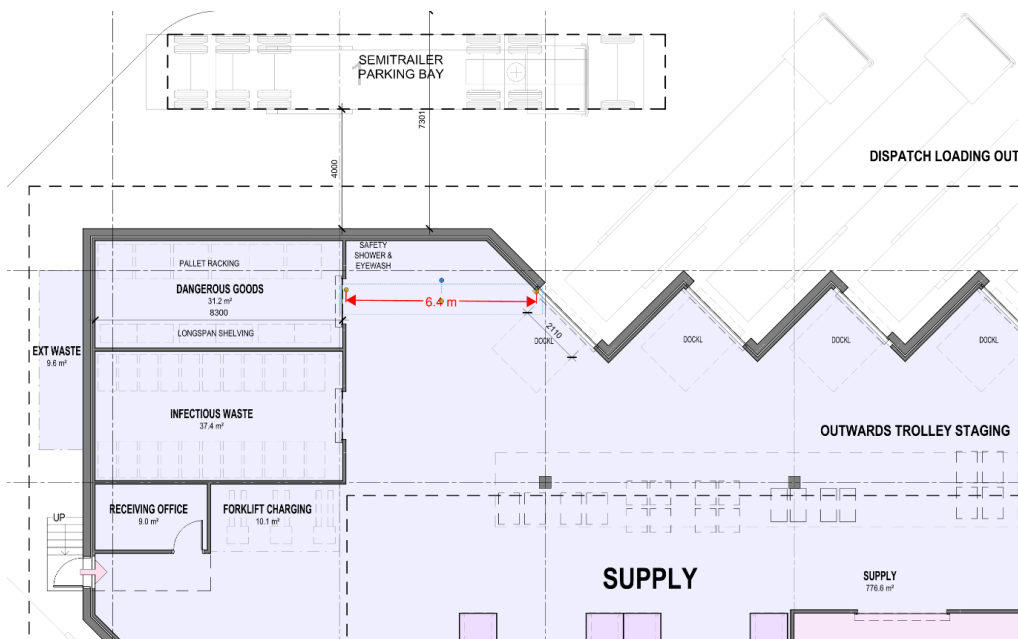 SEMITRAILER
PARKING BAY
7301
4000
DISPATCH LOADING OUT
SAFETY
SHOWER &
EYEWASH
PALLET RACKING
DANGEROUS GOODS
31.2 m²
8300
6.4 m
LONGSPAN SHELVING
2110
DOCKL
DOCKL
DOCKL
DOCKL
EXT WASTE
9.6 m²
INFECTIOUS WASTE
37.4 m²
OUTWARDS TROLLEY STAGING
RECEIVING OFFICE
9.0 m²
FORKLIFT CHARGING
10.1 m²
UP
SUPPLY
SUPPLY
776.6 m²